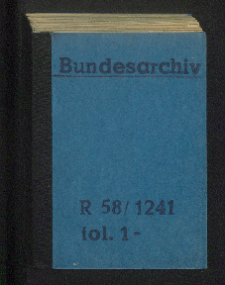 Bundesarchiv
R 58/1241
fol. 1-